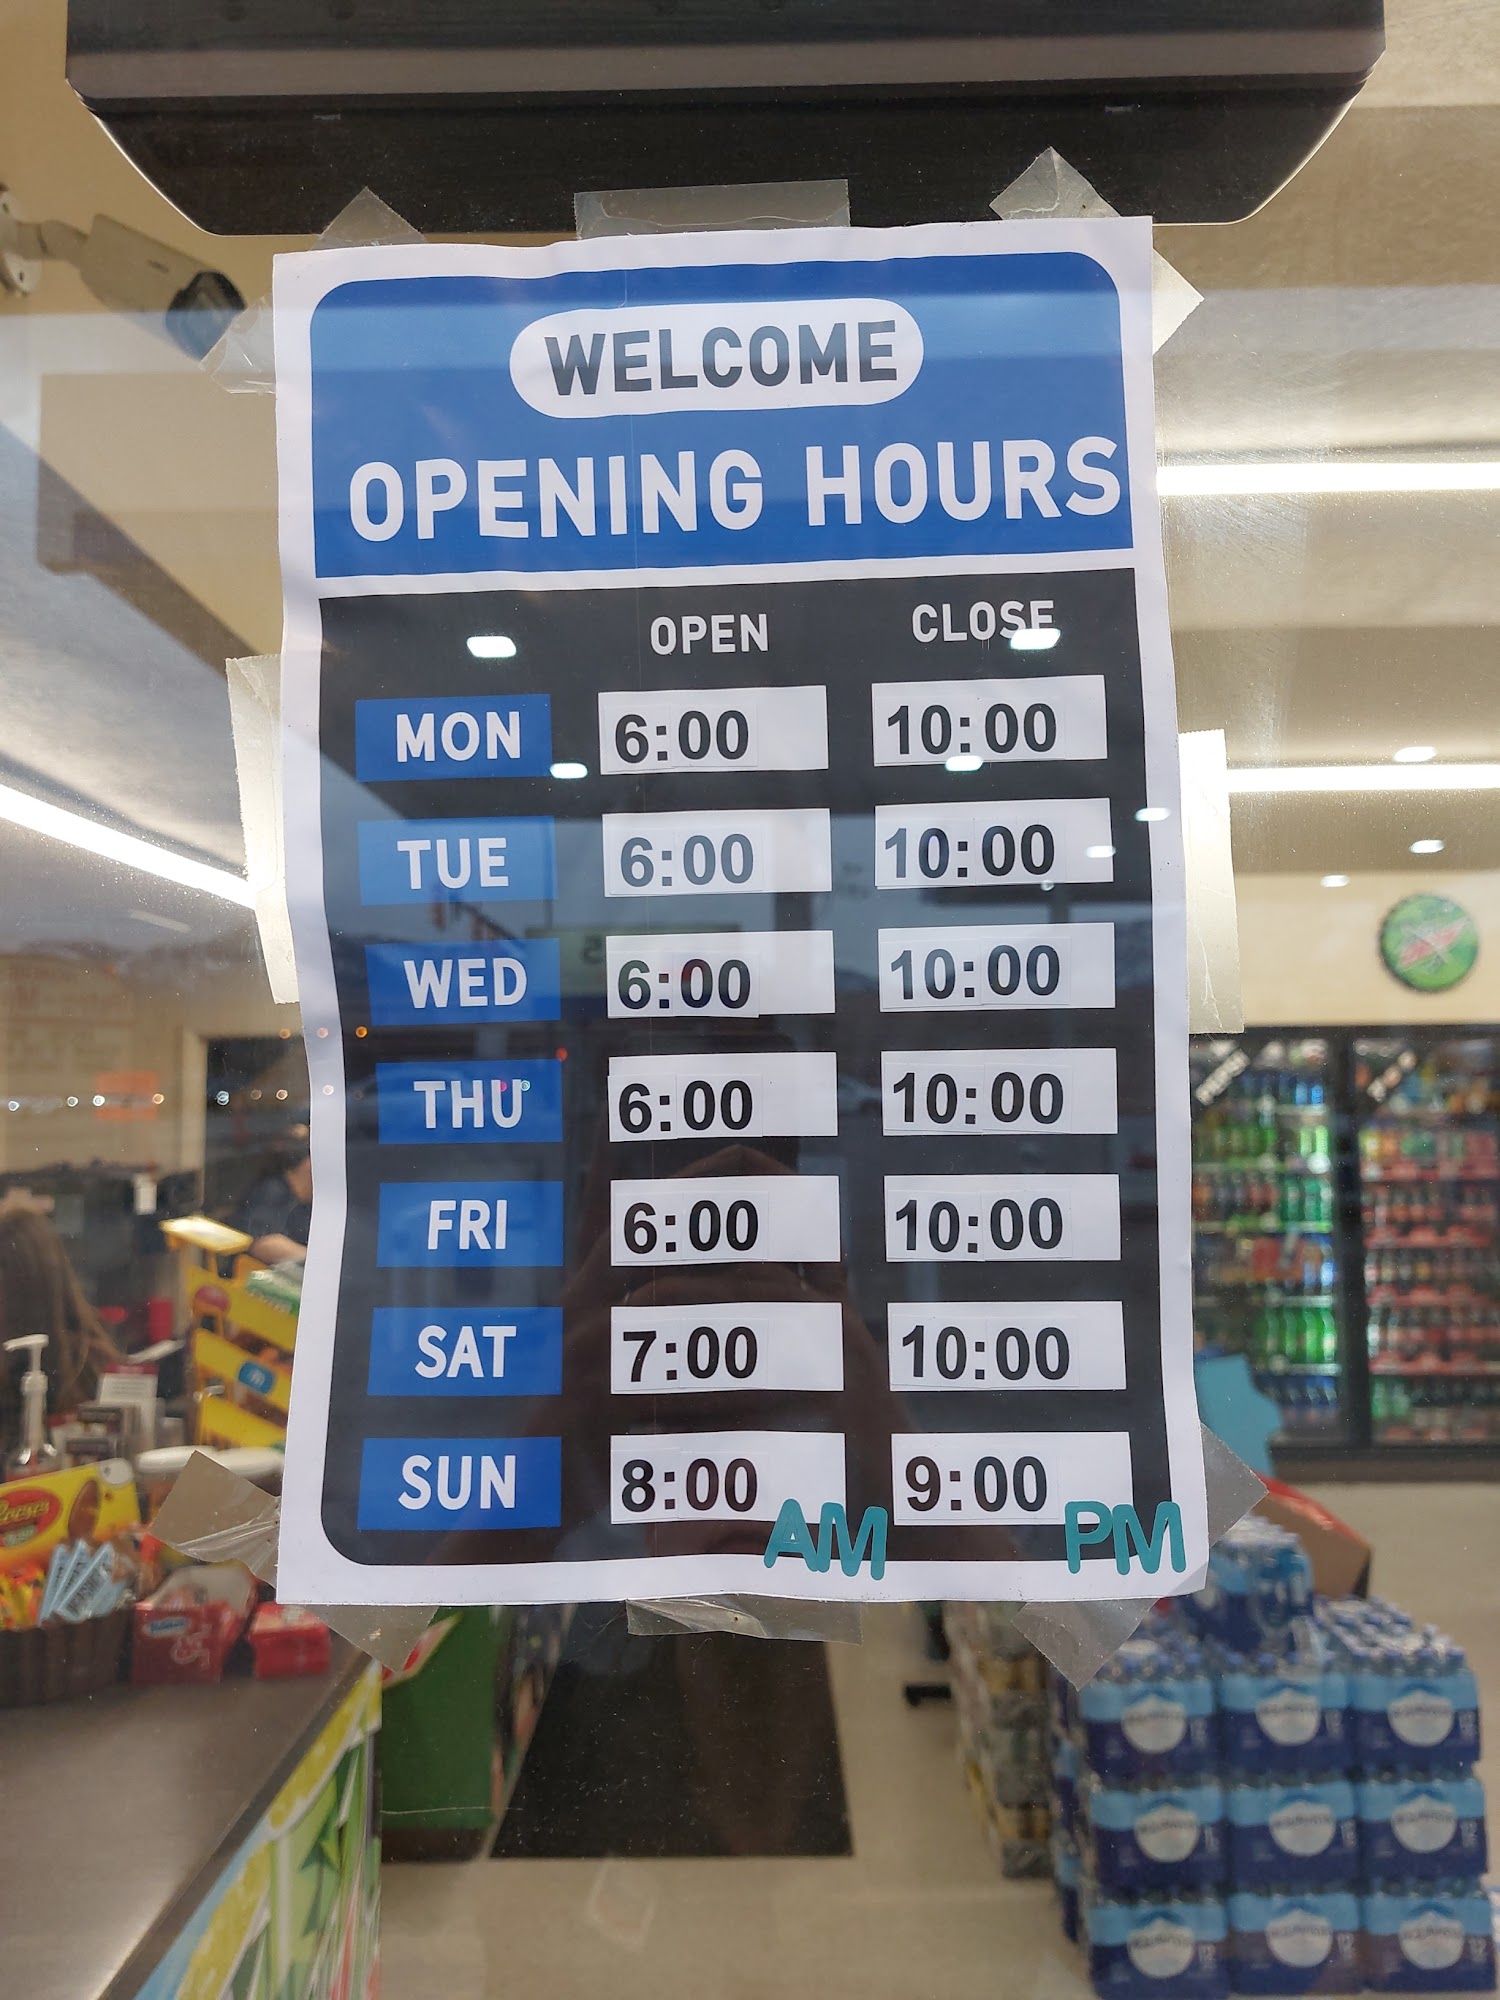 WELCOME
OPENING HOURS
OPEN CLOSE
MON 6:00 10:00
TUE 6:00 10:00
WED 6:00 10:00
THU 6:00 10:00
FRI 6:00 10:00
SAT 7:00 10:00
SUN 8:00 9:00
AM PM